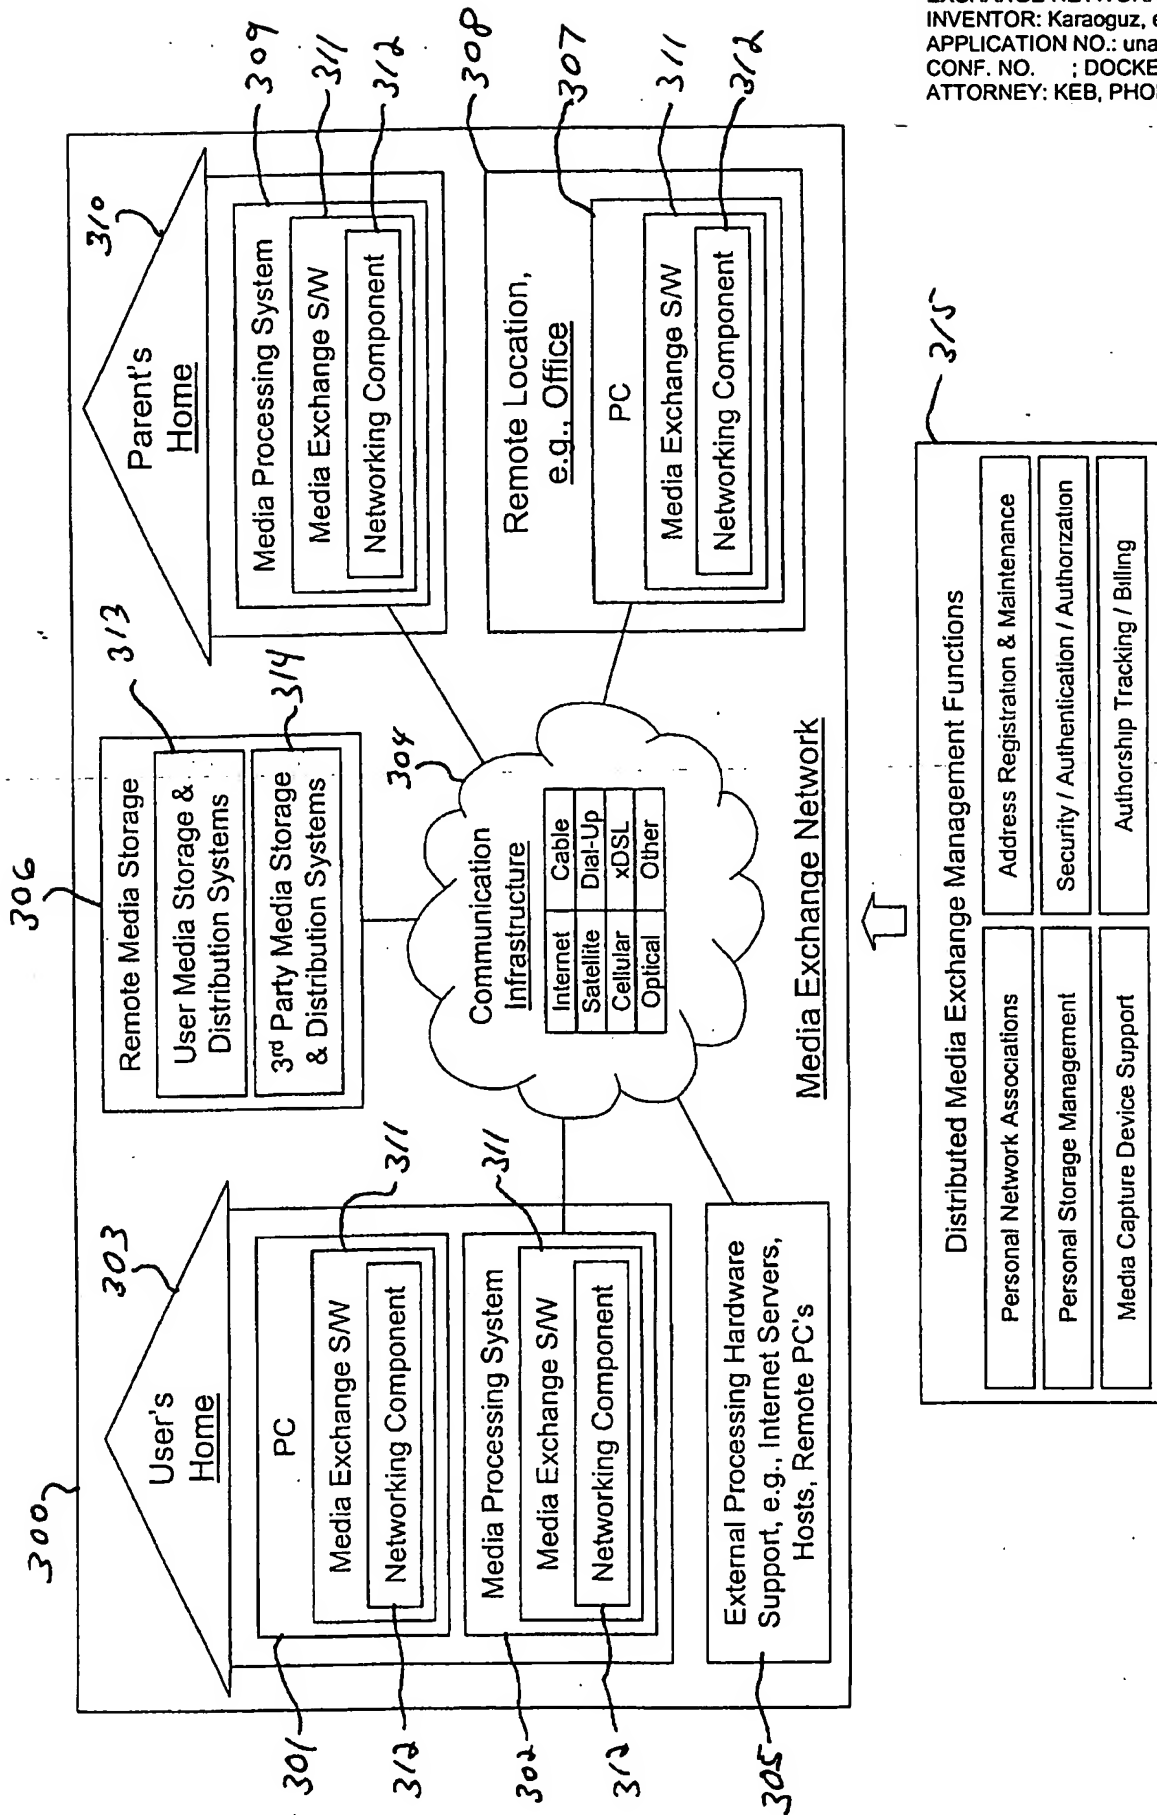 EXCHANGE NETWORK
INVENTOR: Karaoguz, e
APPLICATION NO.: una
CONF. NO. ; DOCKE
ATTORNEY: KEB, PHO
300
303
User's
Home
PC
Media Exchange S/W
Networking Component
311
301
312
Media Processing System
Media Exchange S/W
Networking Component
311
302
312
External Processing Hardware
Support, e.g., Internet Servers,
Hosts, Remote PC's
305
306
Remote Media Storage
User Media Storage &
Distribution Systems
3rd Party Media Storage
& Distribution Systems
313
314
304
Communication
Infrastructure
Internet Cable
Satellite Dial-Up
Cellular xDSL
Optical Other
Media Exchange Network
310
Parent's
Home
Media Processing System
Media Exchange S/W
Networking Component
309
311
312
308
Remote Location,
e.g., Office
307
PC
Media Exchange S/W
Networking Component
311
312
315
Distributed Media Exchange Management Functions
Personal Network Associations Address Registration & Maintenance
Personal Storage Management Security / Authentication / Authorization
Media Capture Device Support Authorship Tracking / Billing